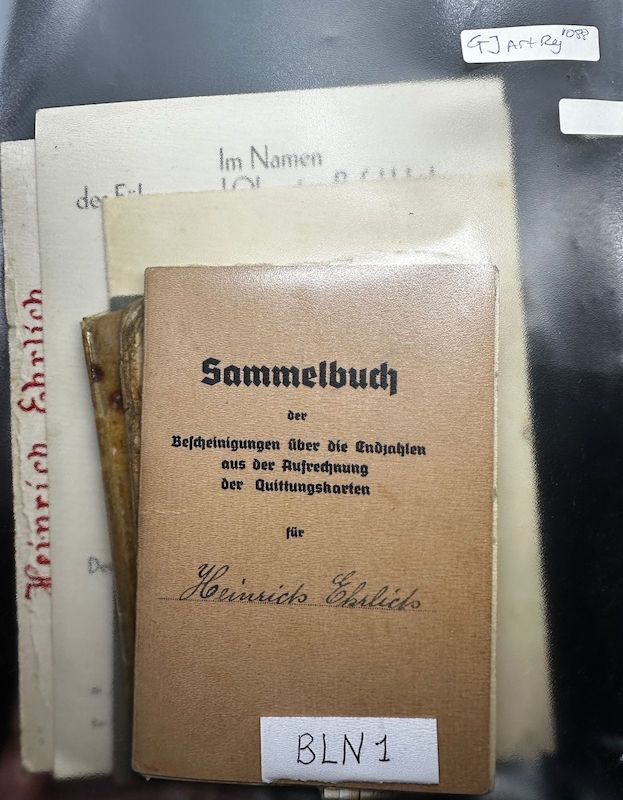 GJ Art Reg 1088
Im Namen
der
Heinrich Ehrlich
Sammelbuch
der
Bescheinigungen über die Endzahlen
aus der Aufrechnung
der Quittungskarten
für
Heinrich Ehrlich
BLN 1